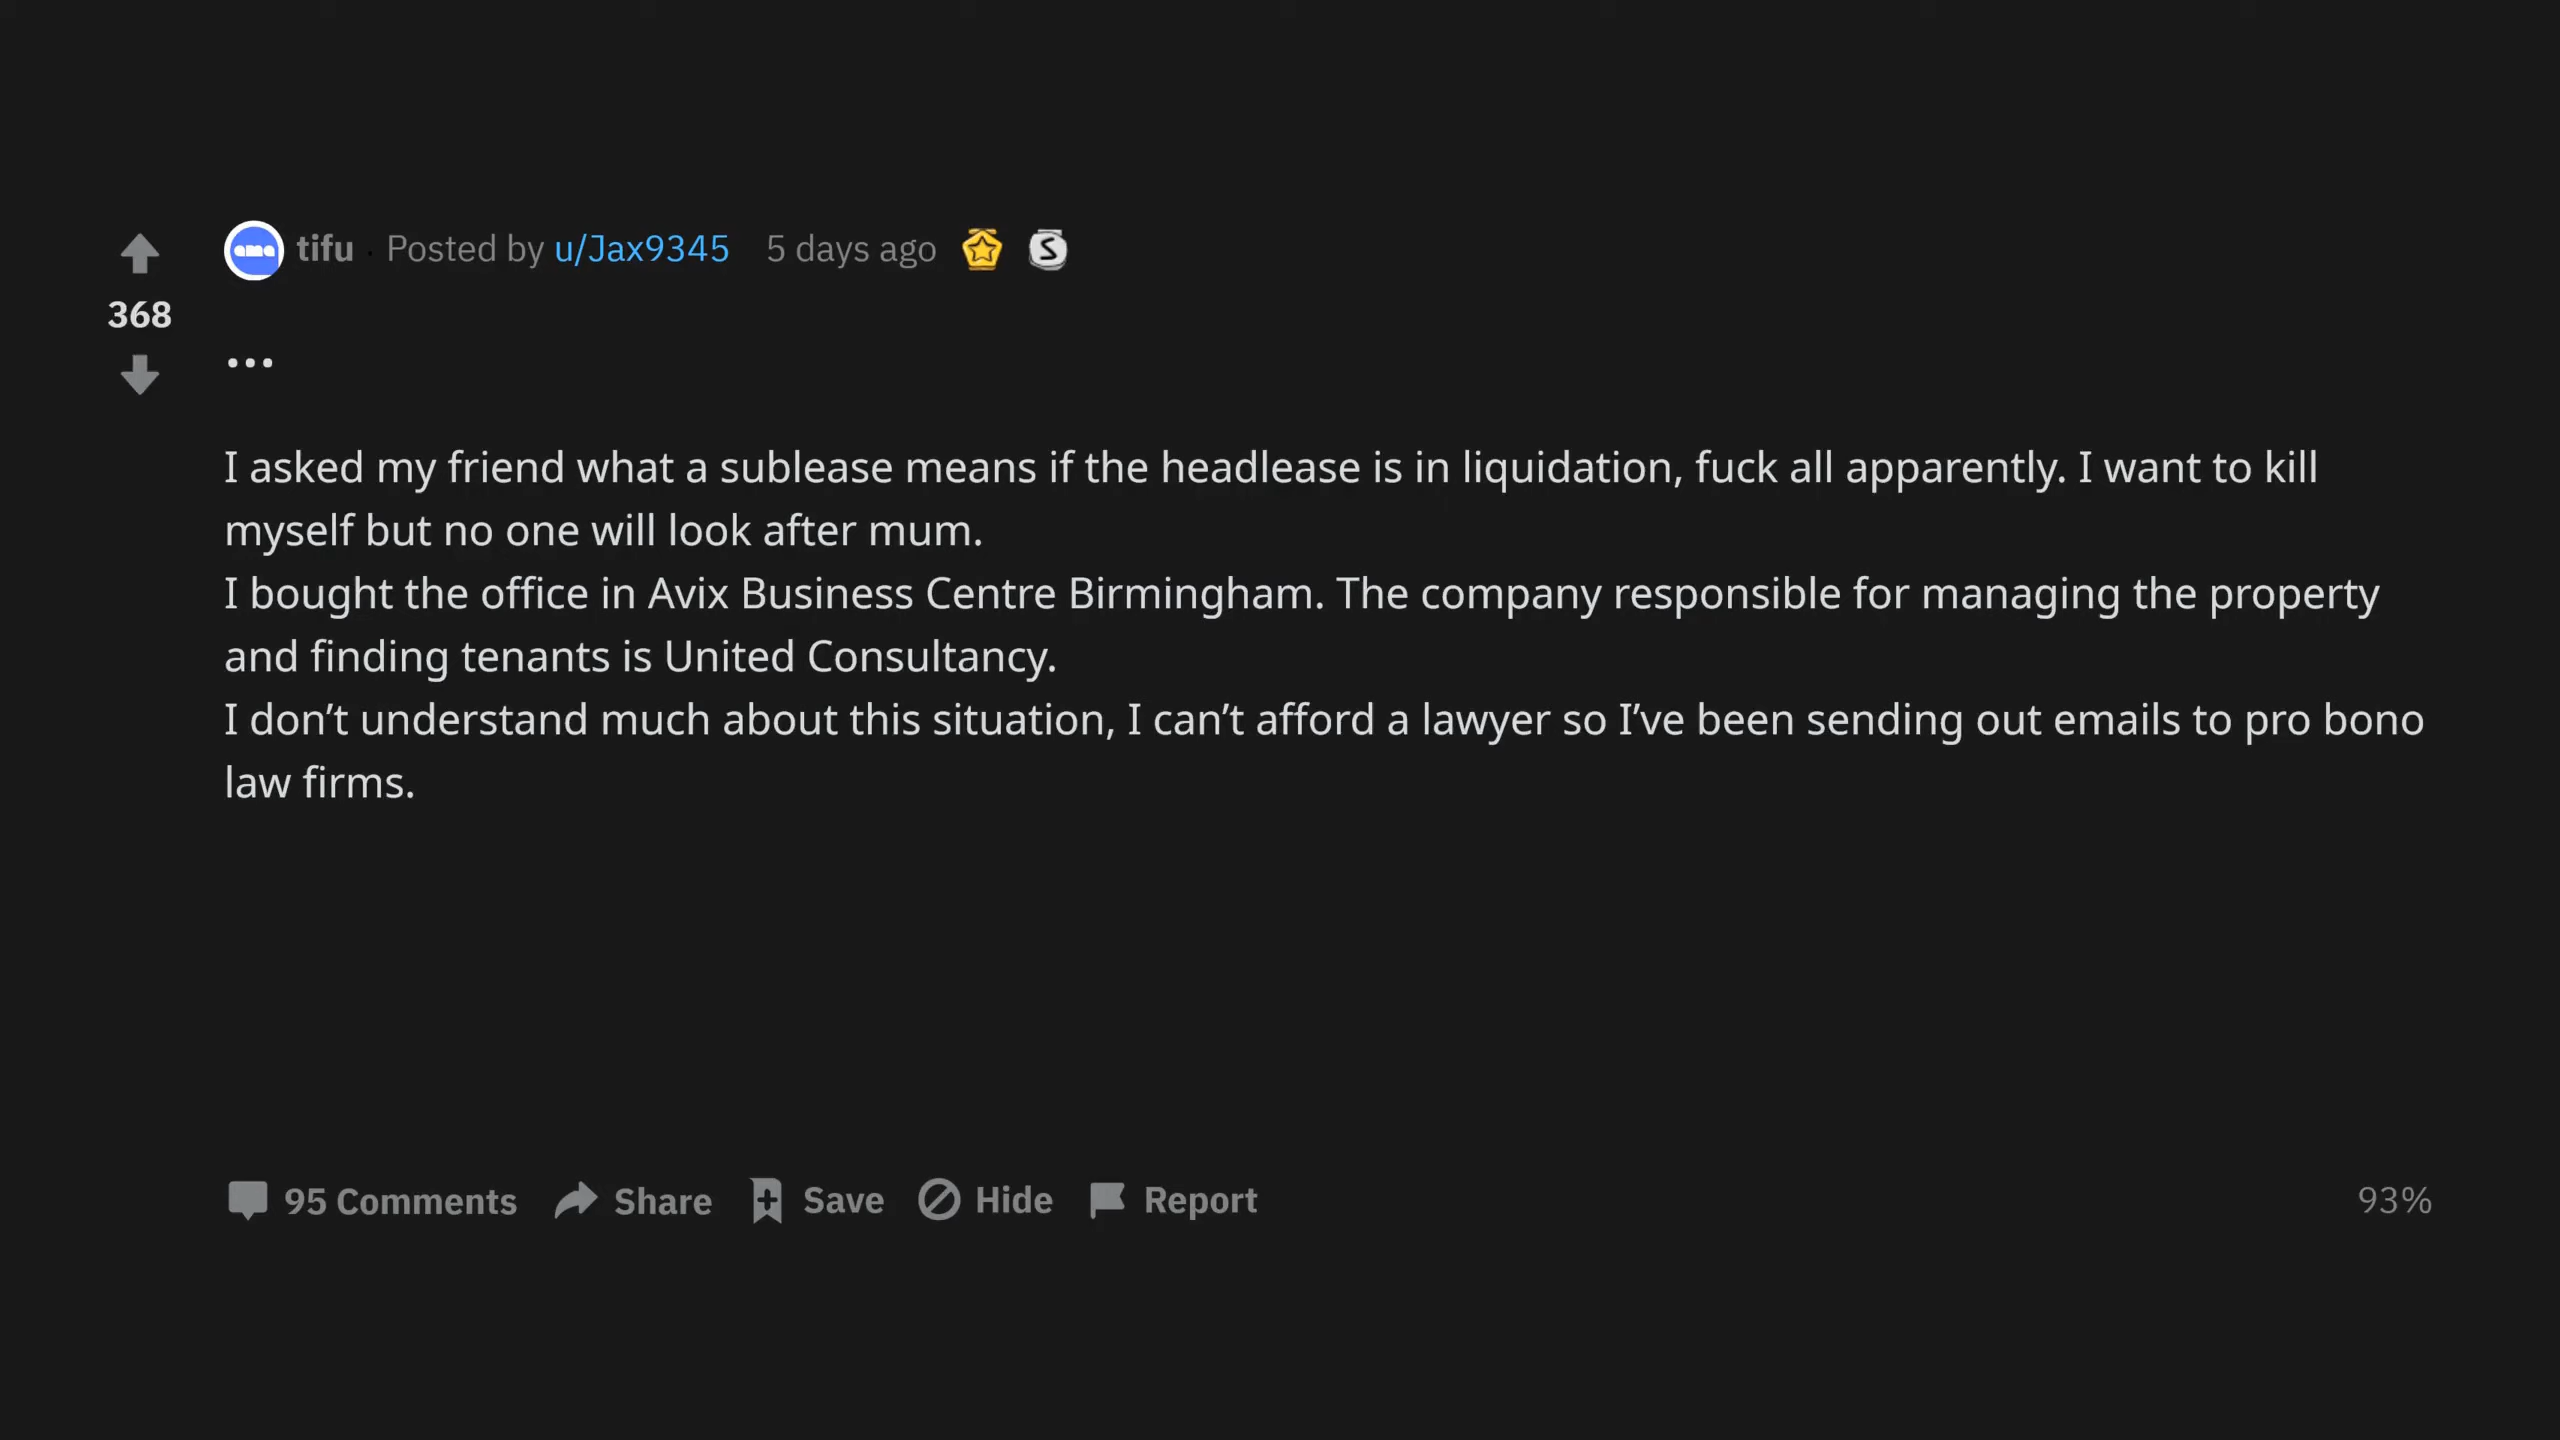 ama tifu · Posted by u/Jax9345 5 days ago S
368
...
I asked my friend what a sublease means if the headlease is in liquidation, fuck all apparently. I want to kill
myself but no one will look after mum.
I bought the office in Avix Business Centre Birmingham. The company responsible for managing the property
and finding tenants is United Consultancy.
I don’t understand much about this situation, I can’t afford a lawyer so I’ve been sending out emails to pro bono
law firms.
95 Comments Share Save Hide Report 93%